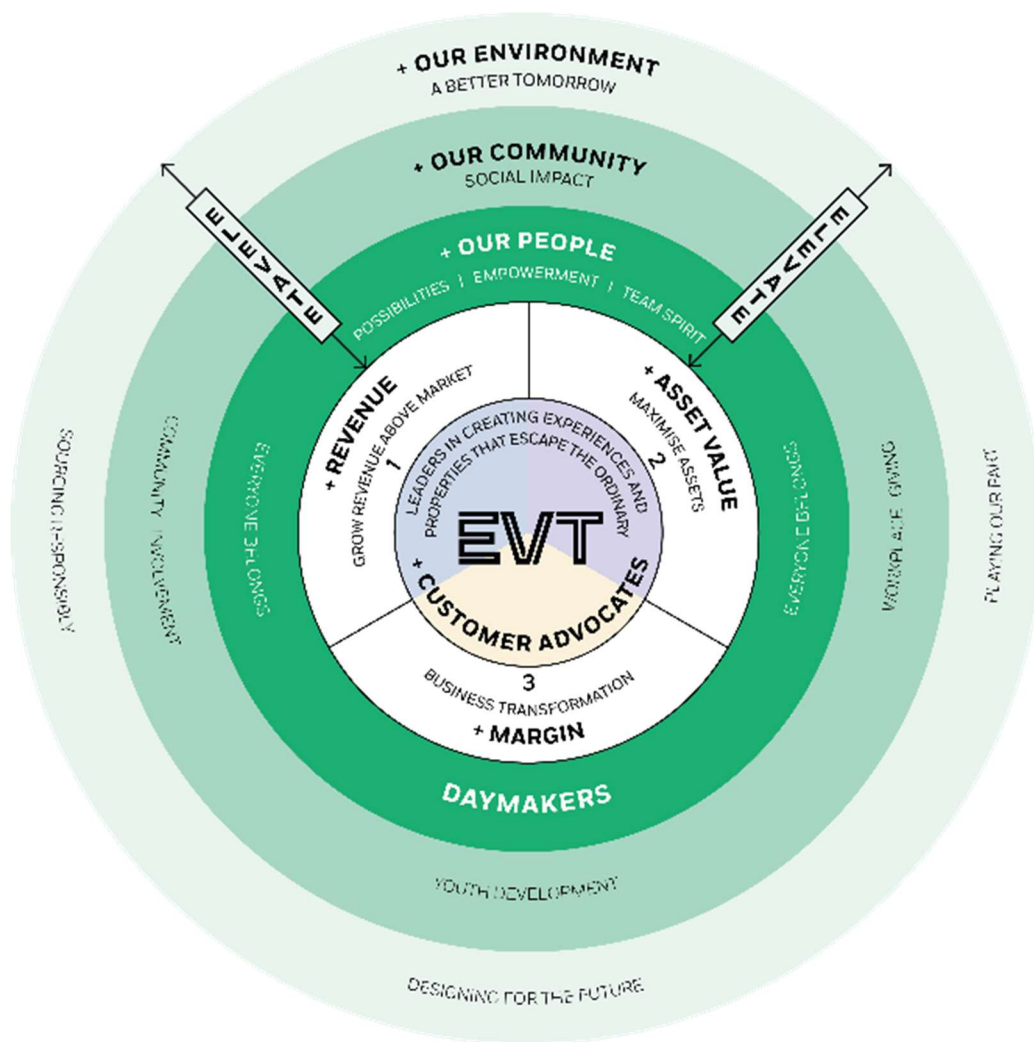 + OUR ENVIRONMENT
A BETTER TOMORROW
+ OUR COMMUNITY
SOCIAL IMPACT
+ OUR PEOPLE
POSSIBILITIES | EMPOWERMENT | TEAM SPIRIT
ELEVATE
ELEVATE
+ REVENUE
GROW REVENUE ABOVE MARKET
1
+ ASSET VALUE
MAXIMISE ASSETS
2
LEADERS IN CREATING EXPERIENCES AND
PROPERTIES THAT ESCAPE THE ORDINARY
EVT
+ CUSTOMER ADVOCATES
3
BUSINESS TRANSFORMATION
+ MARGIN
SOURCING RESPONSIBLY
COMMUNITY INVOLVEMENT
EVERYONE BELONGS
EVERYONE BELONGS
WORKPLACE GIVING
PLAYING OUR PART
DAYMAKERS
YOUTH DEVELOPMENT
DESIGNING FOR THE FUTURE